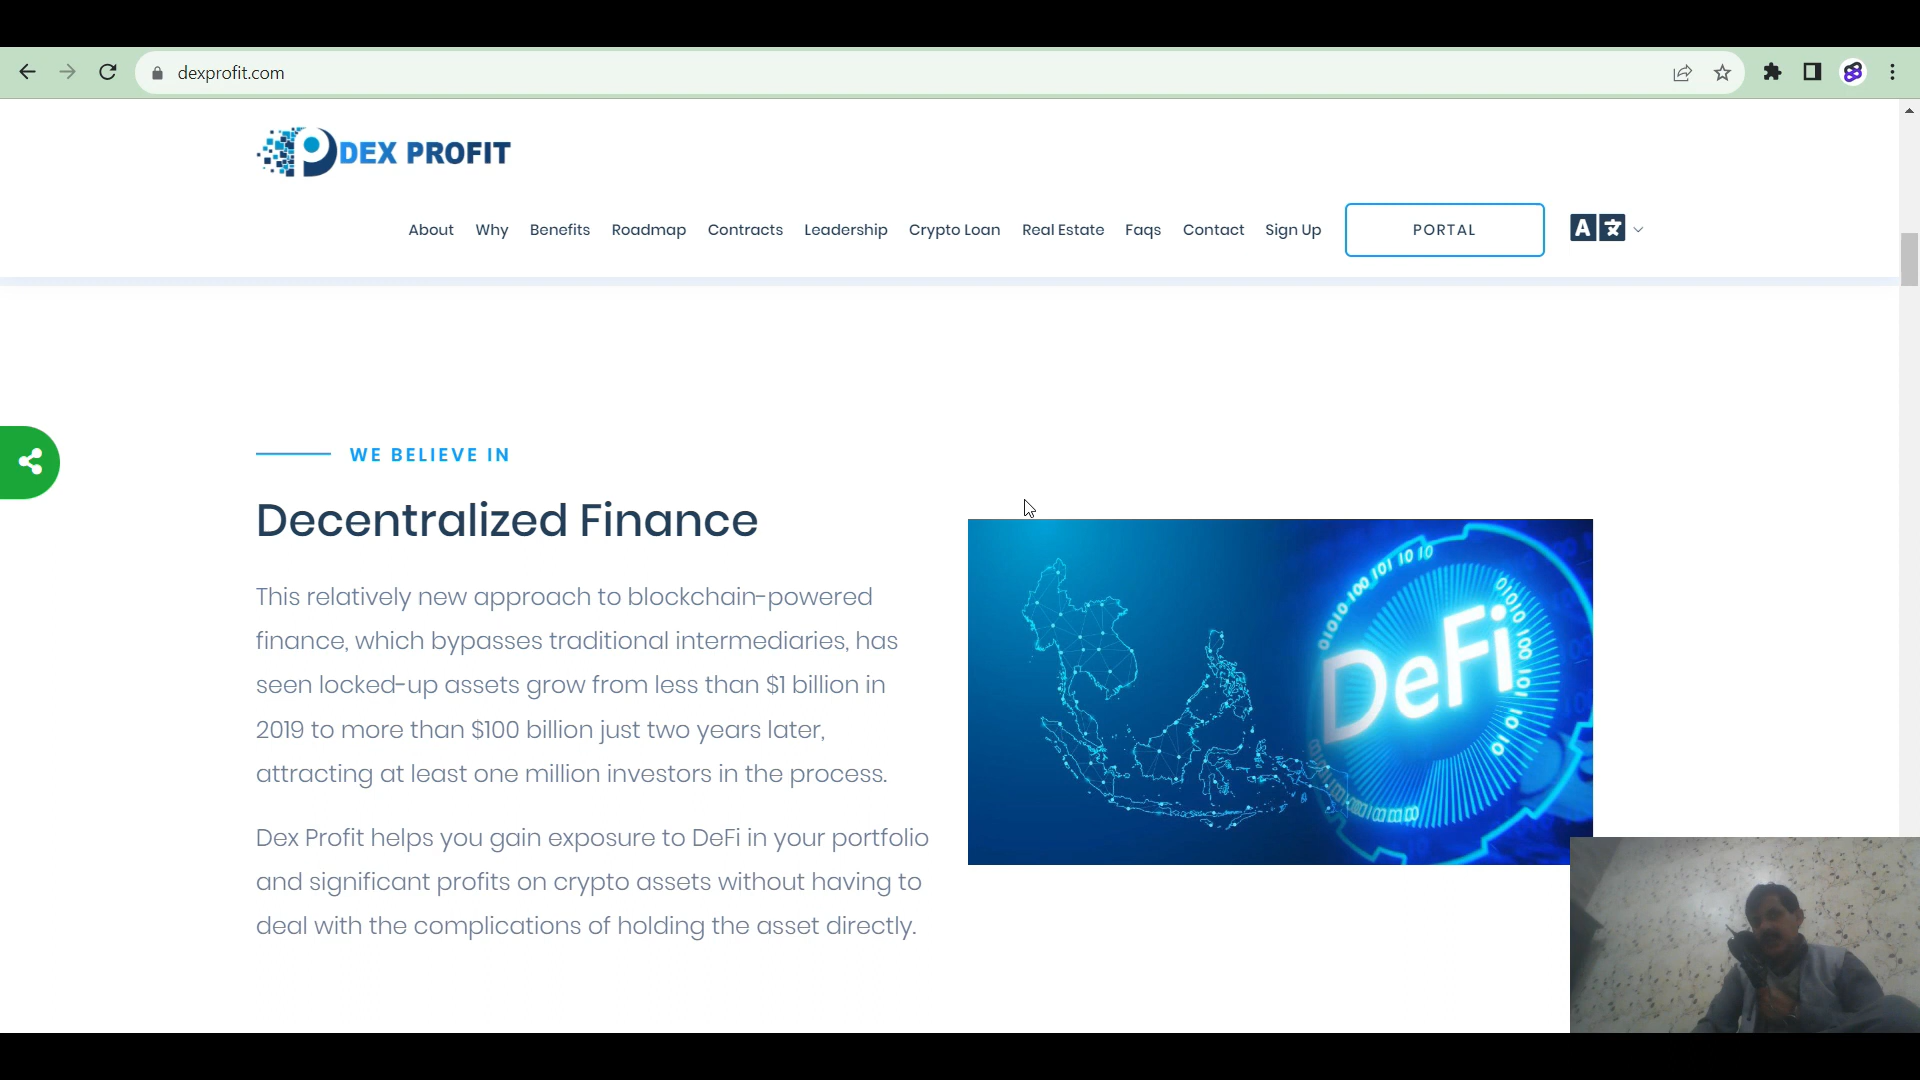 dexprofit.com
DEX PROFIT
About Why Benefits Roadmap Contracts Leadership Crypto Loan Real Estate Faqs Contact Sign Up PORTAL
WE BELIEVE IN
Decentralized Finance
This relatively new approach to blockchain-powered
finance, which bypasses traditional intermediaries, has
seen locked-up assets grow from less than $1 billion in
2019 to more than $100 billion just two years later,
attracting at least one million investors in the process.
Dex Profit helps you gain exposure to DeFi in your portfolio
and significant profits on crypto assets without having to
deal with the complications of holding the asset directly.
DeFi